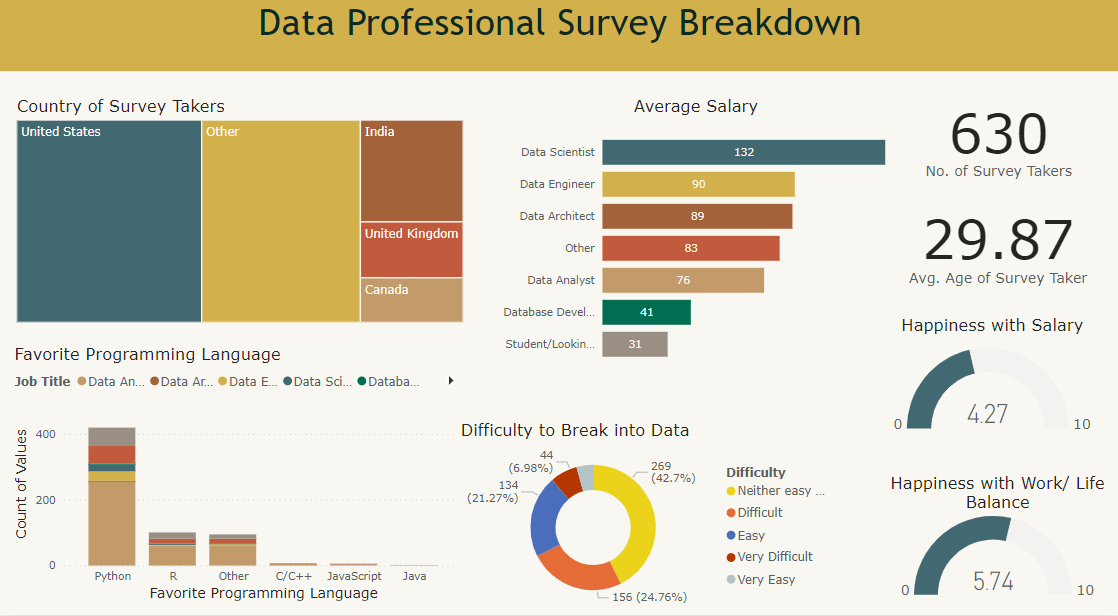 Data Professional Survey Breakdown
Country of Survey Takers
United States
Other
India
United Kingdom
Canada
Average Salary
Data Scientist
132
Data Engineer
90
Data Architect
89
Other
83
Data Analyst
76
Database Devel...
41
Student/Lookin...
31
630
No. of Survey Takers
29.87
Avg. Age of Survey Taker
Happiness with Salary
0
4.27
10
Happiness with Work/ Life
Balance
0
5.74
10
Favorite Programming Language
Job Title Data An... Data Ar... Data E... Data Sci... Databa...
Count of Values
400
200
0
Python
R
Other
C/C++
JavaScript
Java
Favorite Programming Language
Difficulty to Break into Data
44
(6.98%)
134
(21.27%)
269
(42.7%)
156 (24.76%)
Difficulty
Neither easy ...
Difficult
Easy
Very Difficult
Very Easy